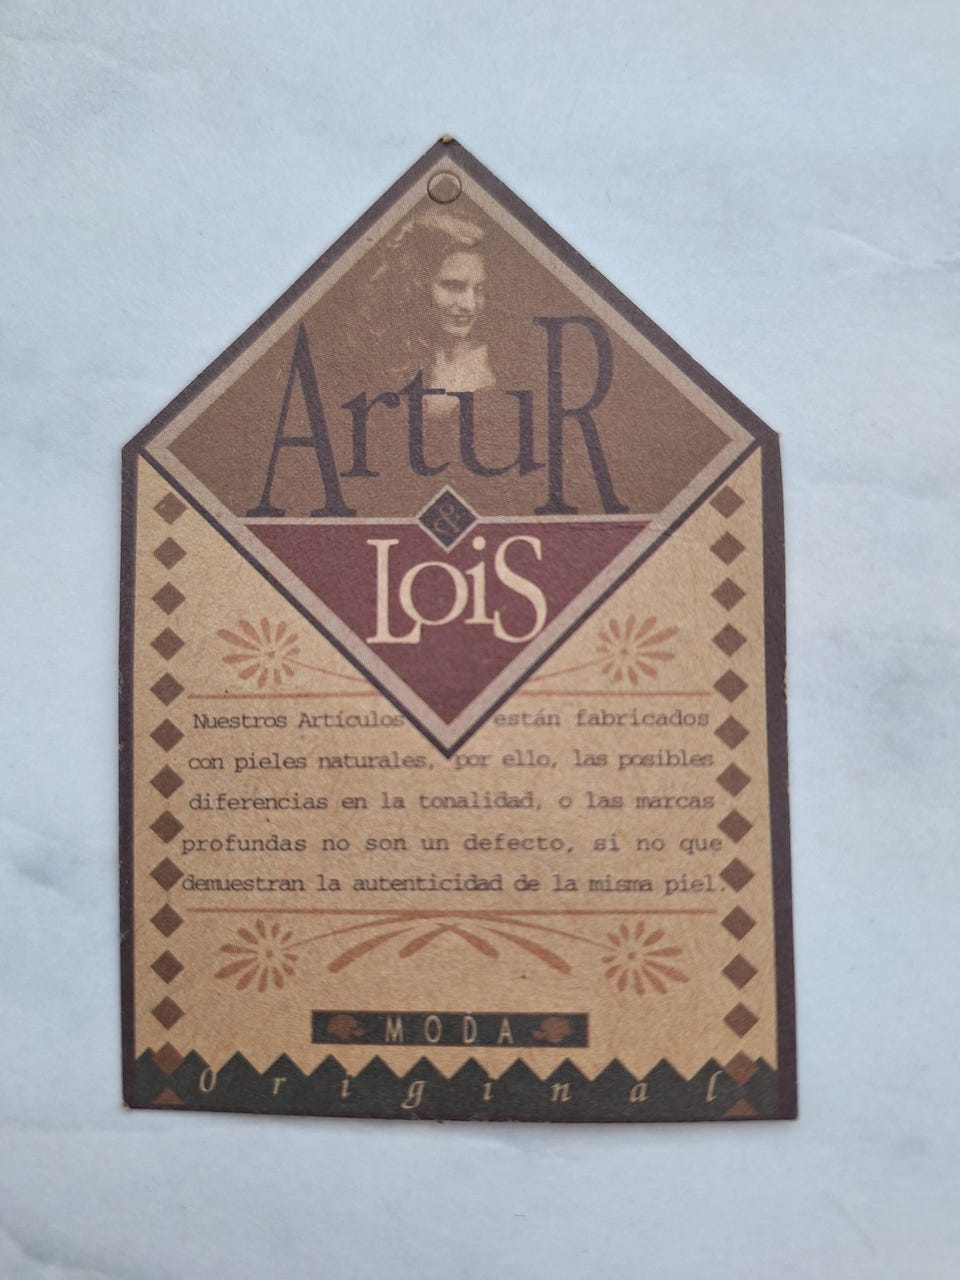 ArtuR
&
LoiS
Nuestros Artículos están fabricados
con pieles naturales, por ello, las posibles
diferencias en la tonalidad, o las marcas
profundas no son un defecto, si no que
demuestran la autenticidad de la misma piel.
MODA
Original